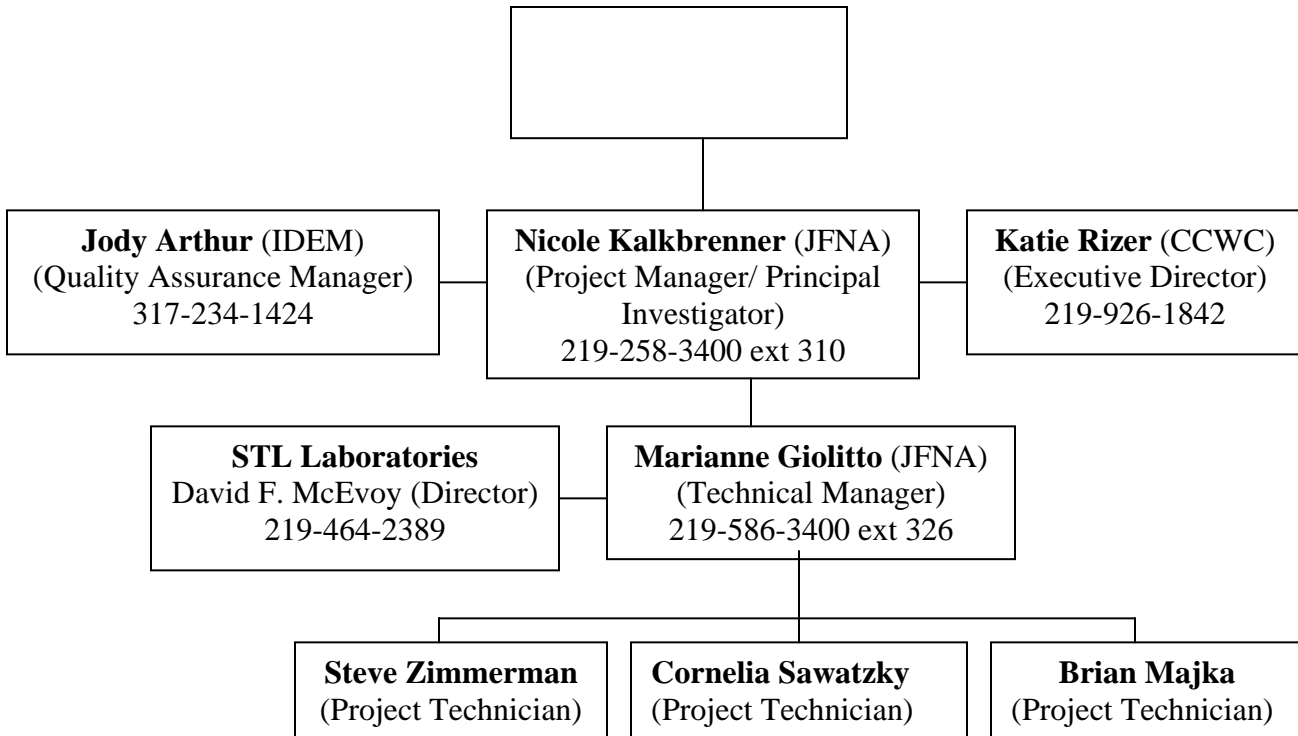 Jody Arthur (IDEM)
(Quality Assurance Manager)
317-234-1424
Nicole Kalkbrenner (JFNA)
(Project Manager/ Principal
Investigator)
219-258-3400 ext 310
Katie Rizer (CCWC)
(Executive Director)
219-926-1842
STL Laboratories
David F. McEvoy (Director)
219-464-2389
Marianne Giolitto (JFNA)
(Technical Manager)
219-586-3400 ext 326
Steve Zimmerman
(Project Technician)
Cornelia Sawatzky
(Project Technician)
Brian Majka
(Project Technician)